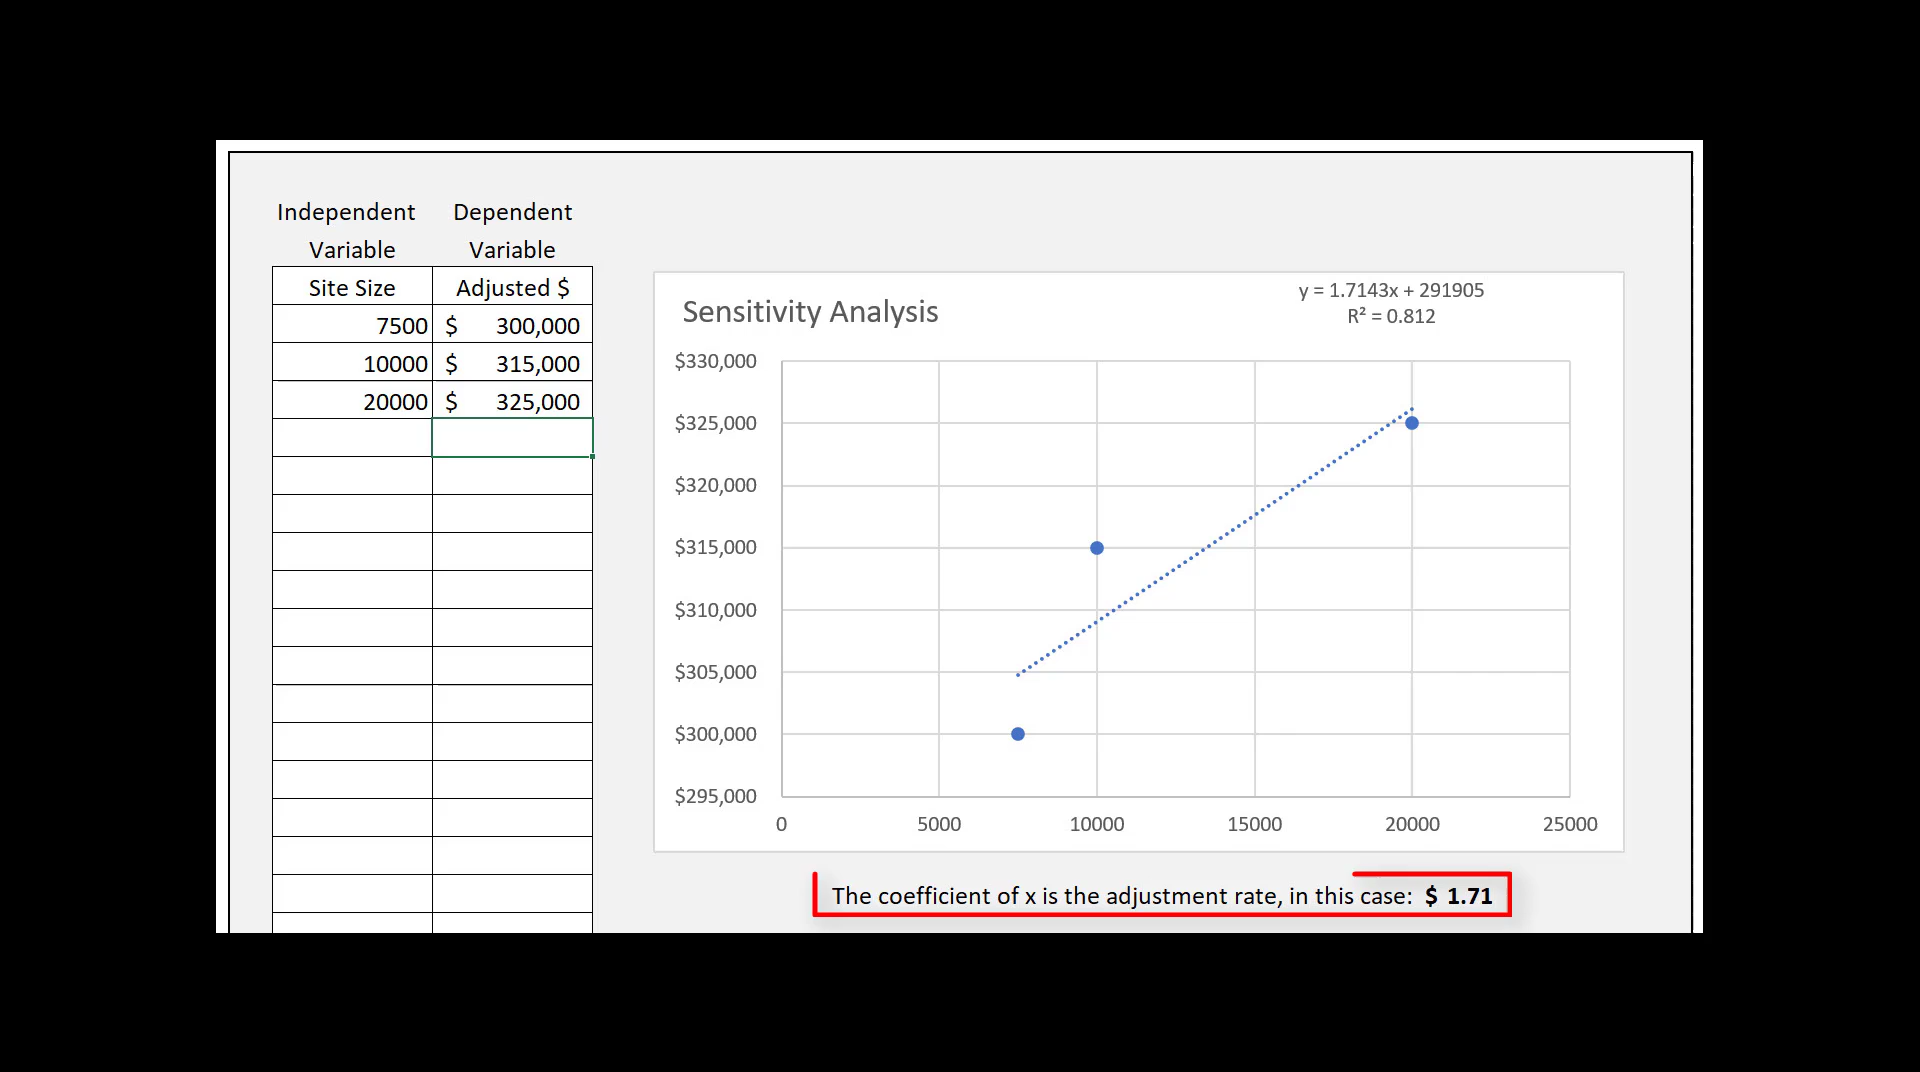 Independent Dependent
Variable Variable
Site Size Adjusted $
7500 $ 300,000
10000 $ 315,000
20000 $ 325,000
Sensitivity Analysis
y = 1.7143x + 291905
R² = 0.812
$330,000
$325,000
$320,000
$315,000
$310,000
$305,000
$300,000
$295,000
0 5000 10000 15000 20000 25000
The coefficient of x is the adjustment rate, in this case: $ 1.71